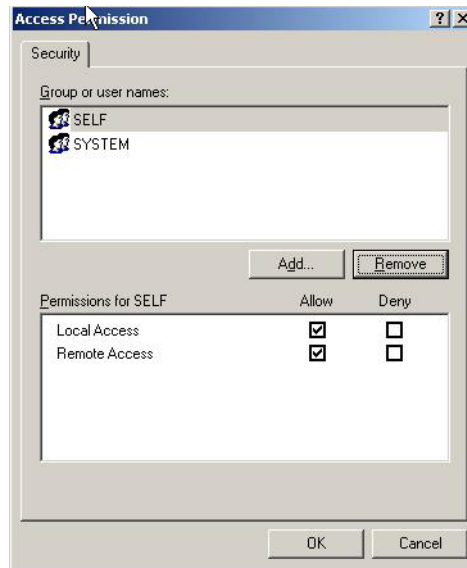 Access Permission
Security
Group or user names:
SELF
SYSTEM
Add...
Remove
Permissions for SELF
Allow
Deny
Local Access
Remote Access
OK
Cancel